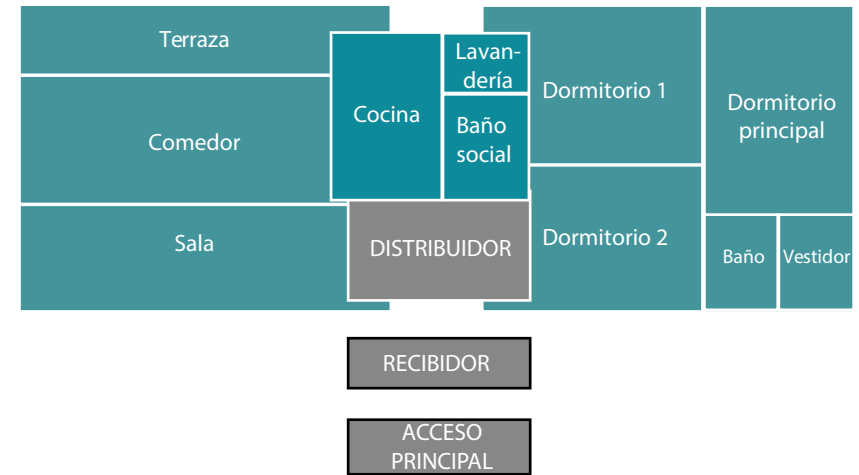 Terraza
Comedor
Sala
Cocina
Lavan-
dería
Baño
social
DISTRIBUIDOR
Dormitorio 1
Dormitorio 2
Dormitorio
principal
Baño
Vestidor
RECIBIDOR
ACCESO
PRINCIPAL